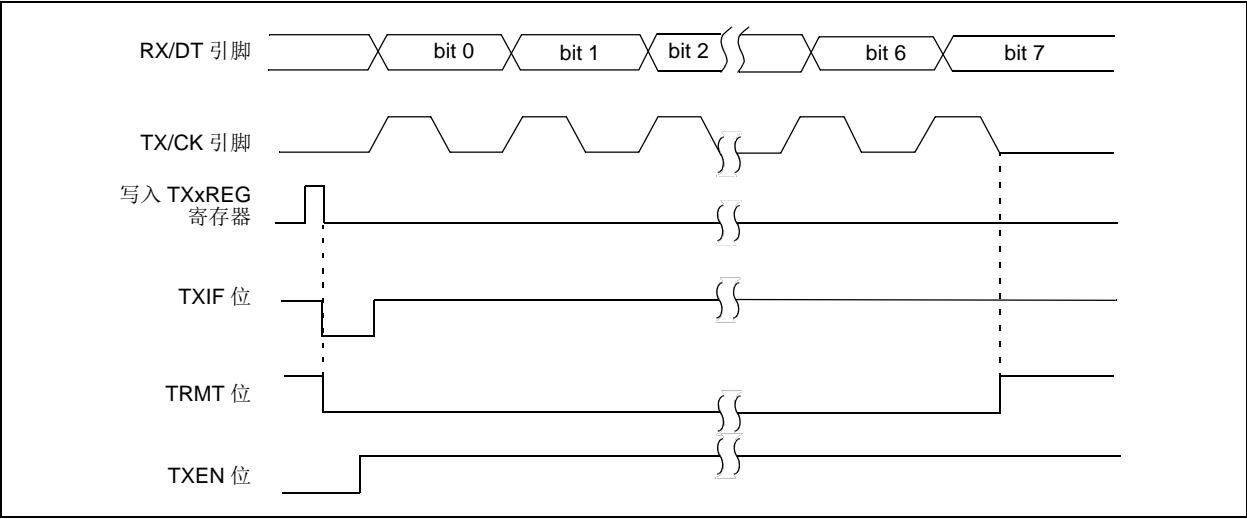 RX/DT 引脚
bit 0
bit 1
bit 2
bit 6
bit 7
TX/CK 引脚
写入 TXxREG
寄存器
TXIF 位
TRMT 位
TXEN 位